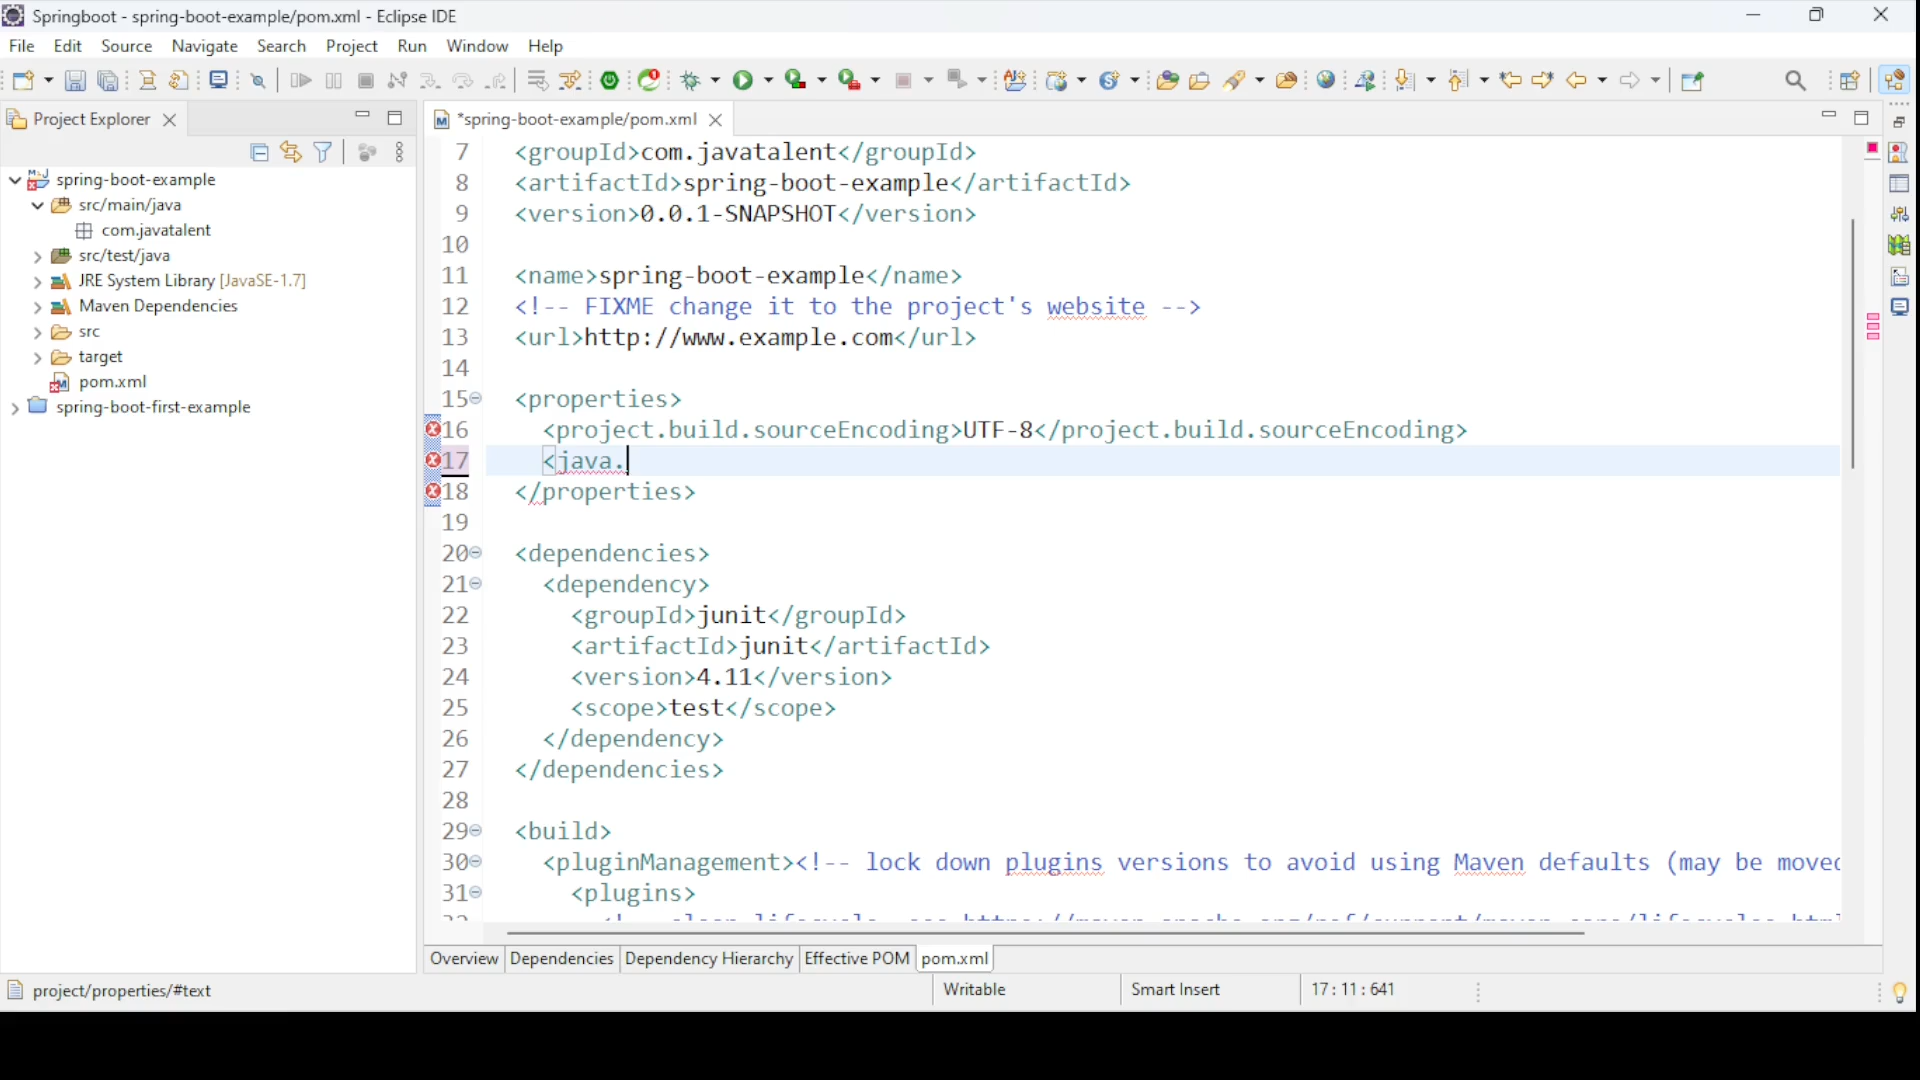 Springboot - spring-boot-example/pom.xml - Eclipse IDE
File Edit Source Navigate Search Project Run Window Help
Project Explorer
*spring-boot-example/pom.xml
spring-boot-example
src/main/java
com.javatalent
src/test/java
JRE System Library [JavaSE-1.7]
Maven Dependencies
src
target
pom.xml
spring-boot-first-example
7 <groupId>com.javatalent</groupId>
8 <artifactId>spring-boot-example</artifactId>
9 <version>0.0.1-SNAPSHOT</version>
10
11 <name>spring-boot-example</name>
12 <!-- FIXME change it to the project's website -->
13 <url>http://www.example.com</url>
14
15 <properties>
16 <project.build.sourceEncoding>UTF-8</project.build.sourceEncoding>
17 <java.
18 </properties>
19
20 <dependencies>
21 <dependency>
22 <groupId>junit</groupId>
23 <artifactId>junit</artifactId>
24 <version>4.11</version>
25 <scope>test</scope>
26 </dependency>
27 </dependencies>
28
29 <build>
30 <pluginManagement><!-- lock down plugins versions to avoid using Maven defaults (may be moved
31 <plugins>
Overview Dependencies Dependency Hierarchy Effective POM pom.xml
project/properties/#text Writable Smart Insert 17 : 11 : 641